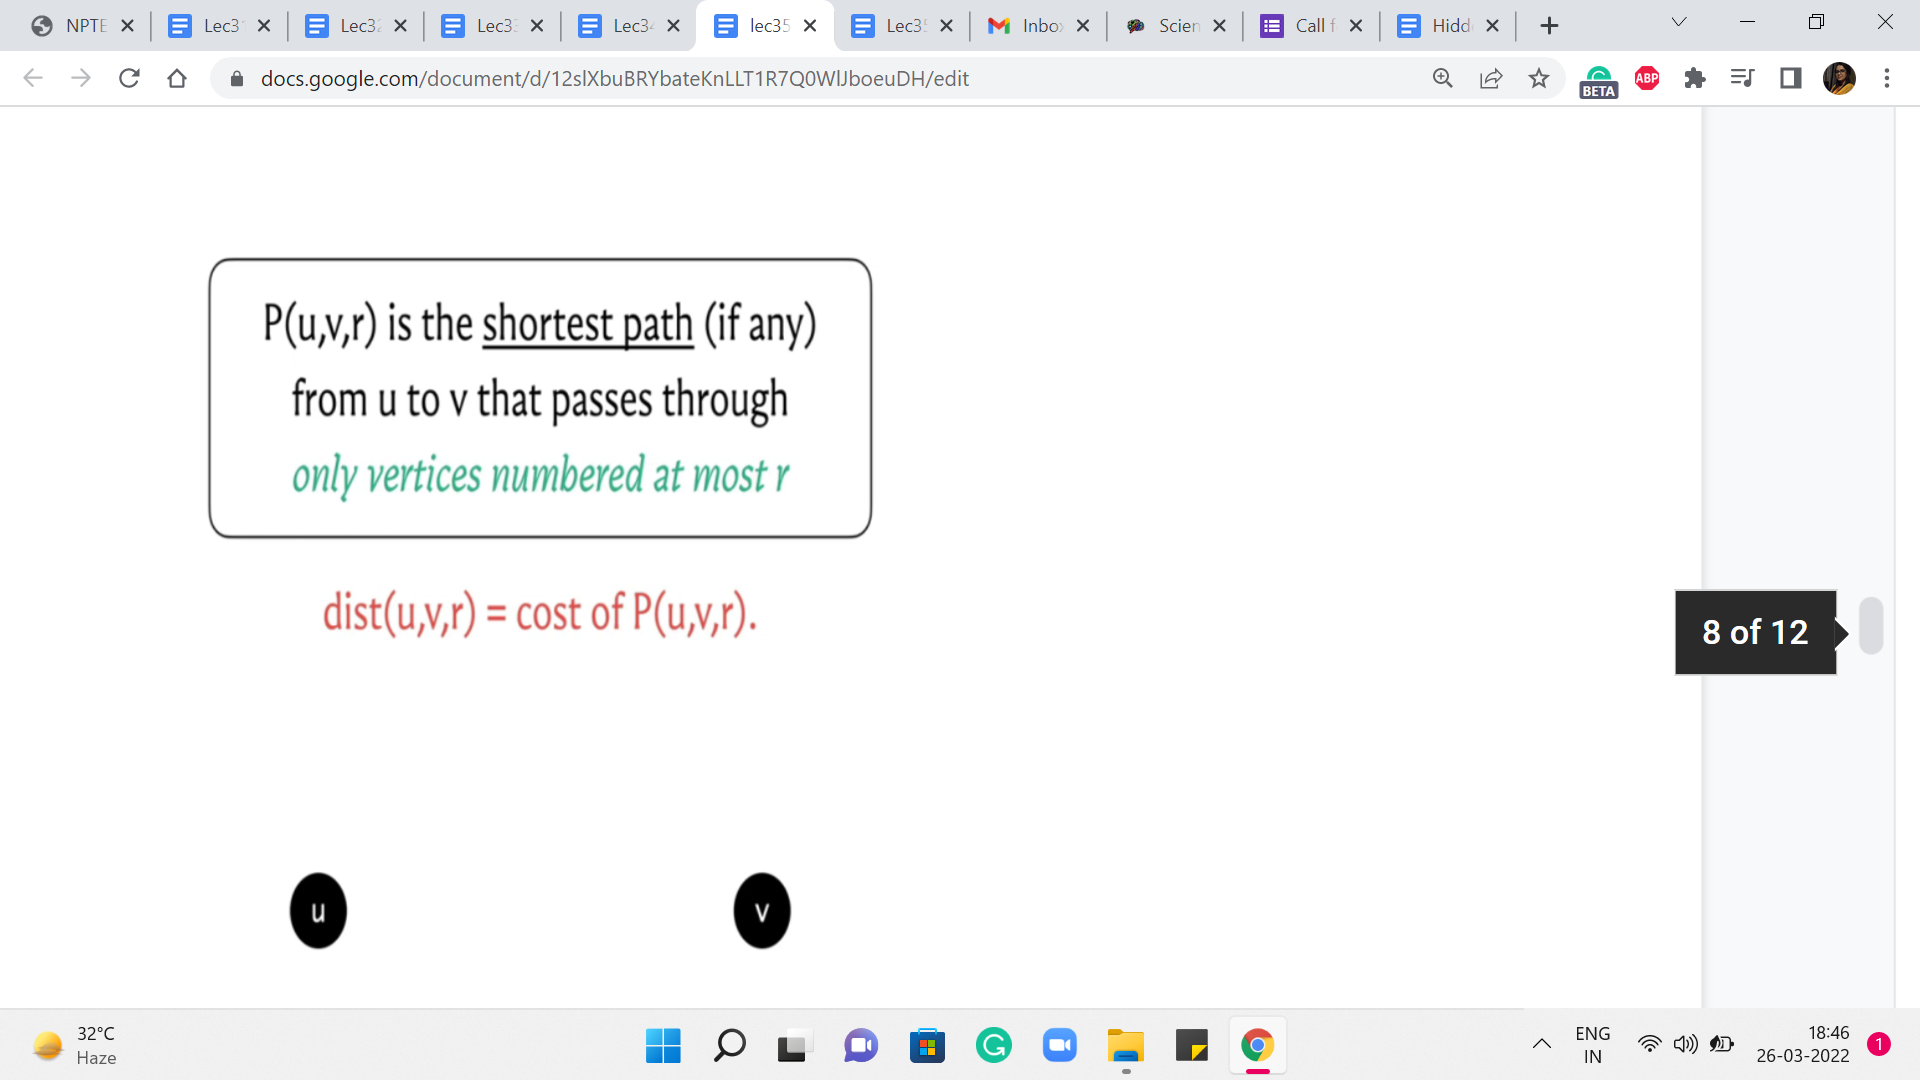 NPTE
Lec3
Lec3
Lec3
Lec3
lec35
Lec3
Inbo
Scien
Call f
Hidd
docs.google.com/document/d/12slXbuBRYbateKnLLT1R7Q0WlJboeuDH/edit
BETA
ABP
P(u,v,r) is the shortest path (if any)
from u to v that passes through
only vertices numbered at most r
dist(u,v,r) = cost of P(u,v,r).
8 of 12
u
v
32°C
Haze
ENG
IN
18:46
26-03-2022
1